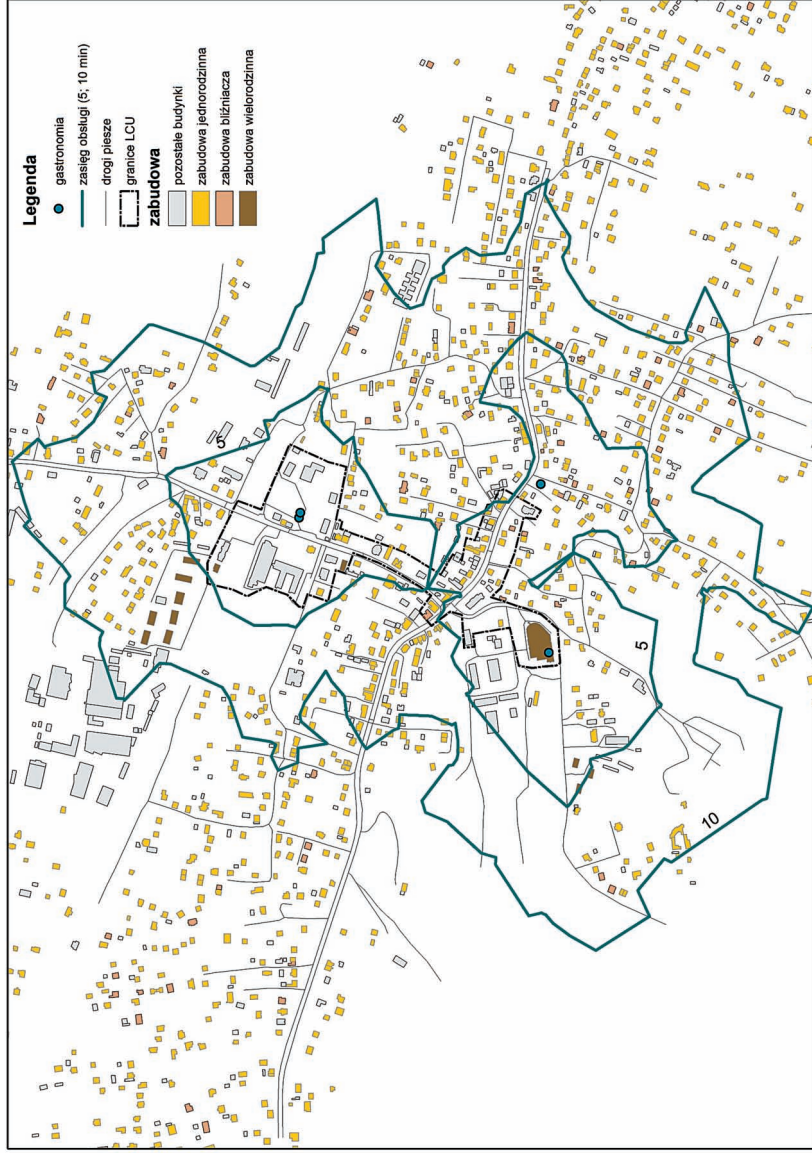 Legenda
gastronomia
zasięg obsługi (5; 10 min)
drogi piesze
granice LCU
zabudowa
pozostałe budynki
zabudowa jednorodzinna
zabudowa bliźniacza
zabudowa wielorodzinna
5
5
10